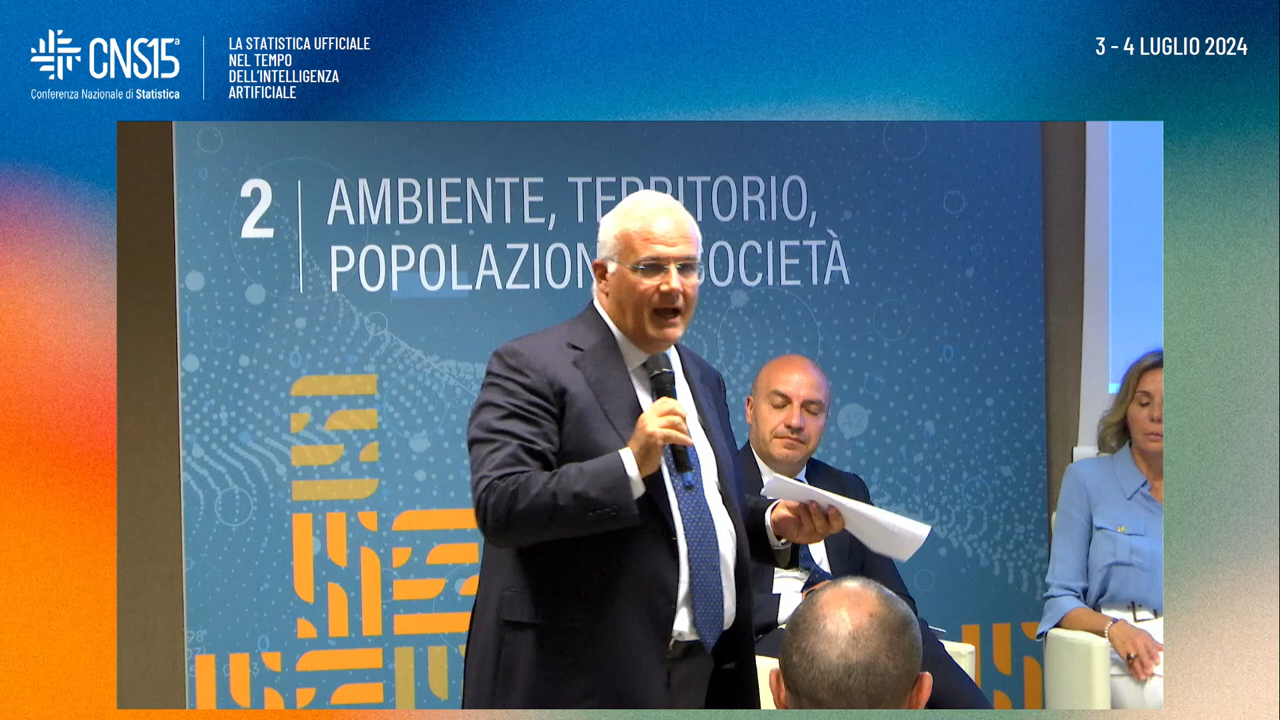 CNS15ª
Conferenza Nazionale di Statistica
LA STATISTICA UFFICIALE
NEL TEMPO
DELL'INTELLIGENZA
ARTIFICIALE
3 - 4 LUGLIO 2024
2
AMBIENTE, TERRITORIO,
POPOLAZIONE SOCIETÀ